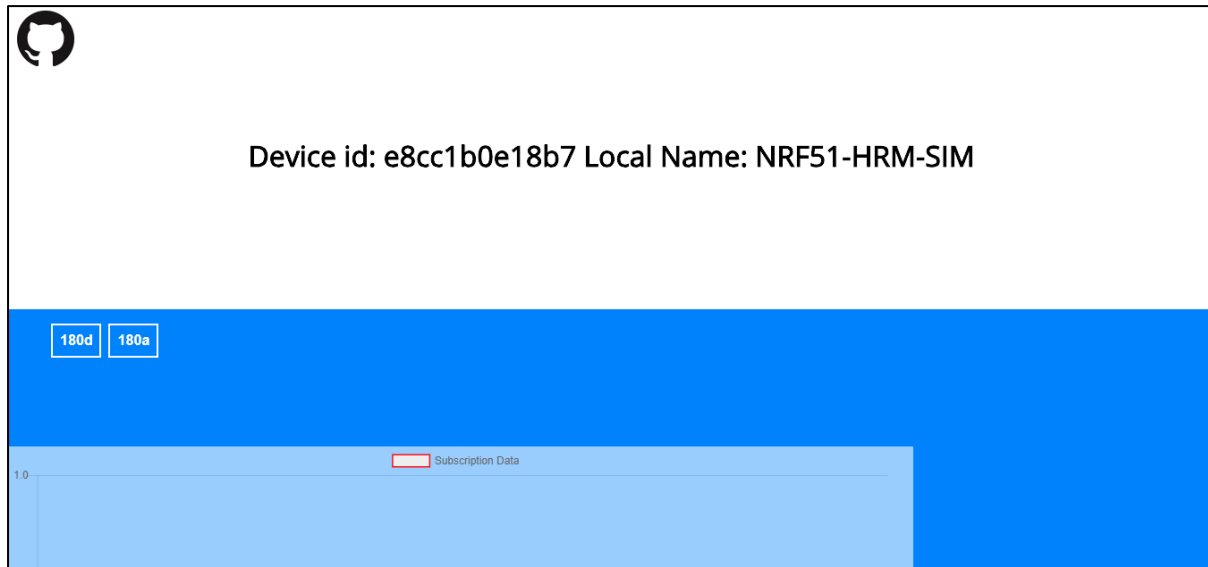 Device id: e8cc1b0e18b7 Local Name: NRF51-HRM-SIM
180d 180a
Subscription Data
1.0